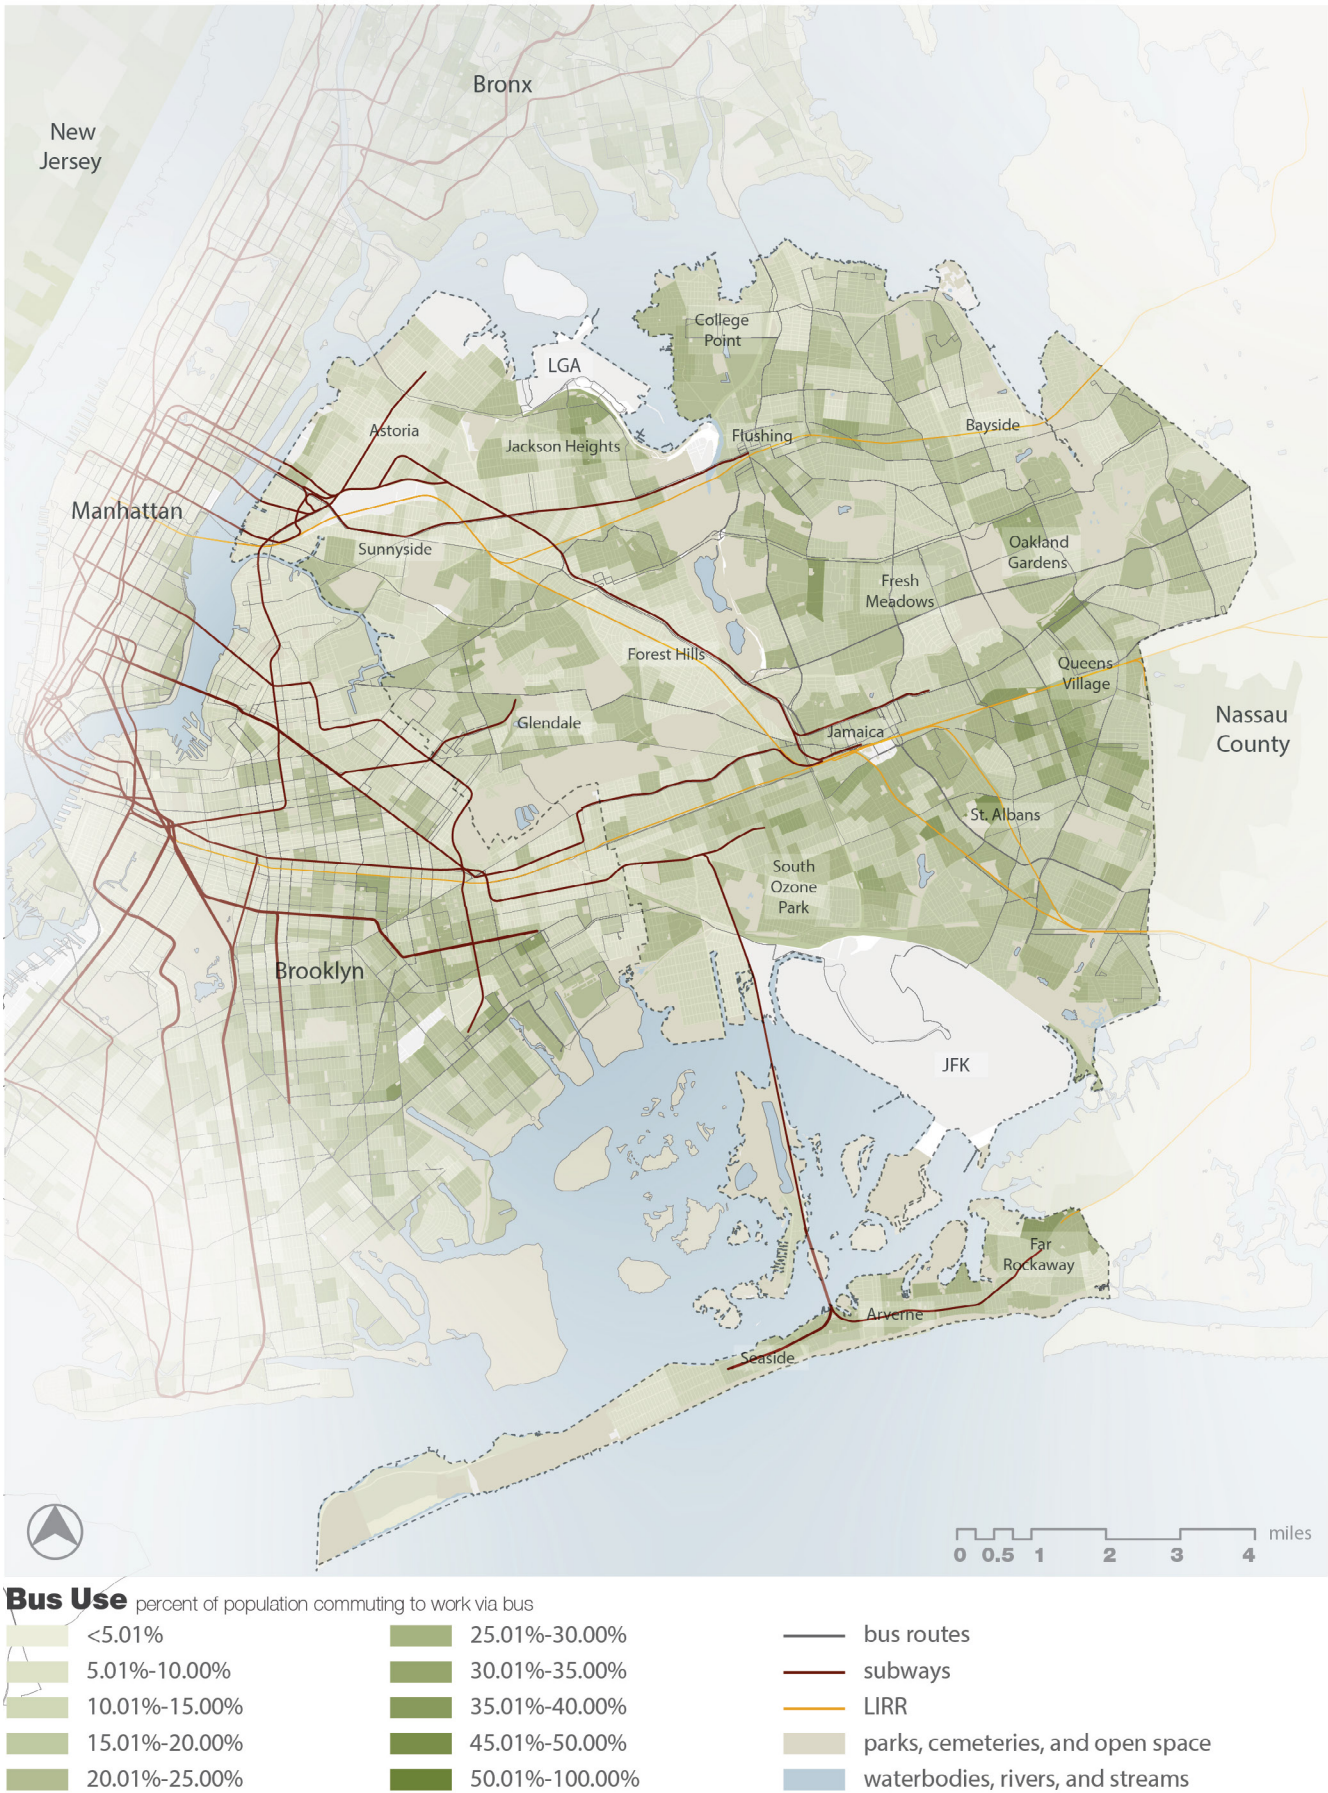 Bronx
New
Jersey
College
Point
LGA
Astoria
Jackson Heights
Flushing
Bayside
Manhattan
Sunnyside
Oakland
Gardens
Fresh
Meadows
Forest Hills
Queens
Village
Glendale
Jamaica
Nassau
County
St. Albans
South
Ozone
Park
Brooklyn
JFK
Far
Rockaway
Arverne
Seaside
miles
0 0.5 1 2 3 4
Bus Use percent of population commuting to work via bus
<5.01%
5.01%-10.00%
10.01%-15.00%
15.01%-20.00%
20.01%-25.00%
25.01%-30.00%
30.01%-35.00%
35.01%-40.00%
45.01%-50.00%
50.01%-100.00%
bus routes
subways
LIRR
parks, cemeteries, and open space
waterbodies, rivers, and streams